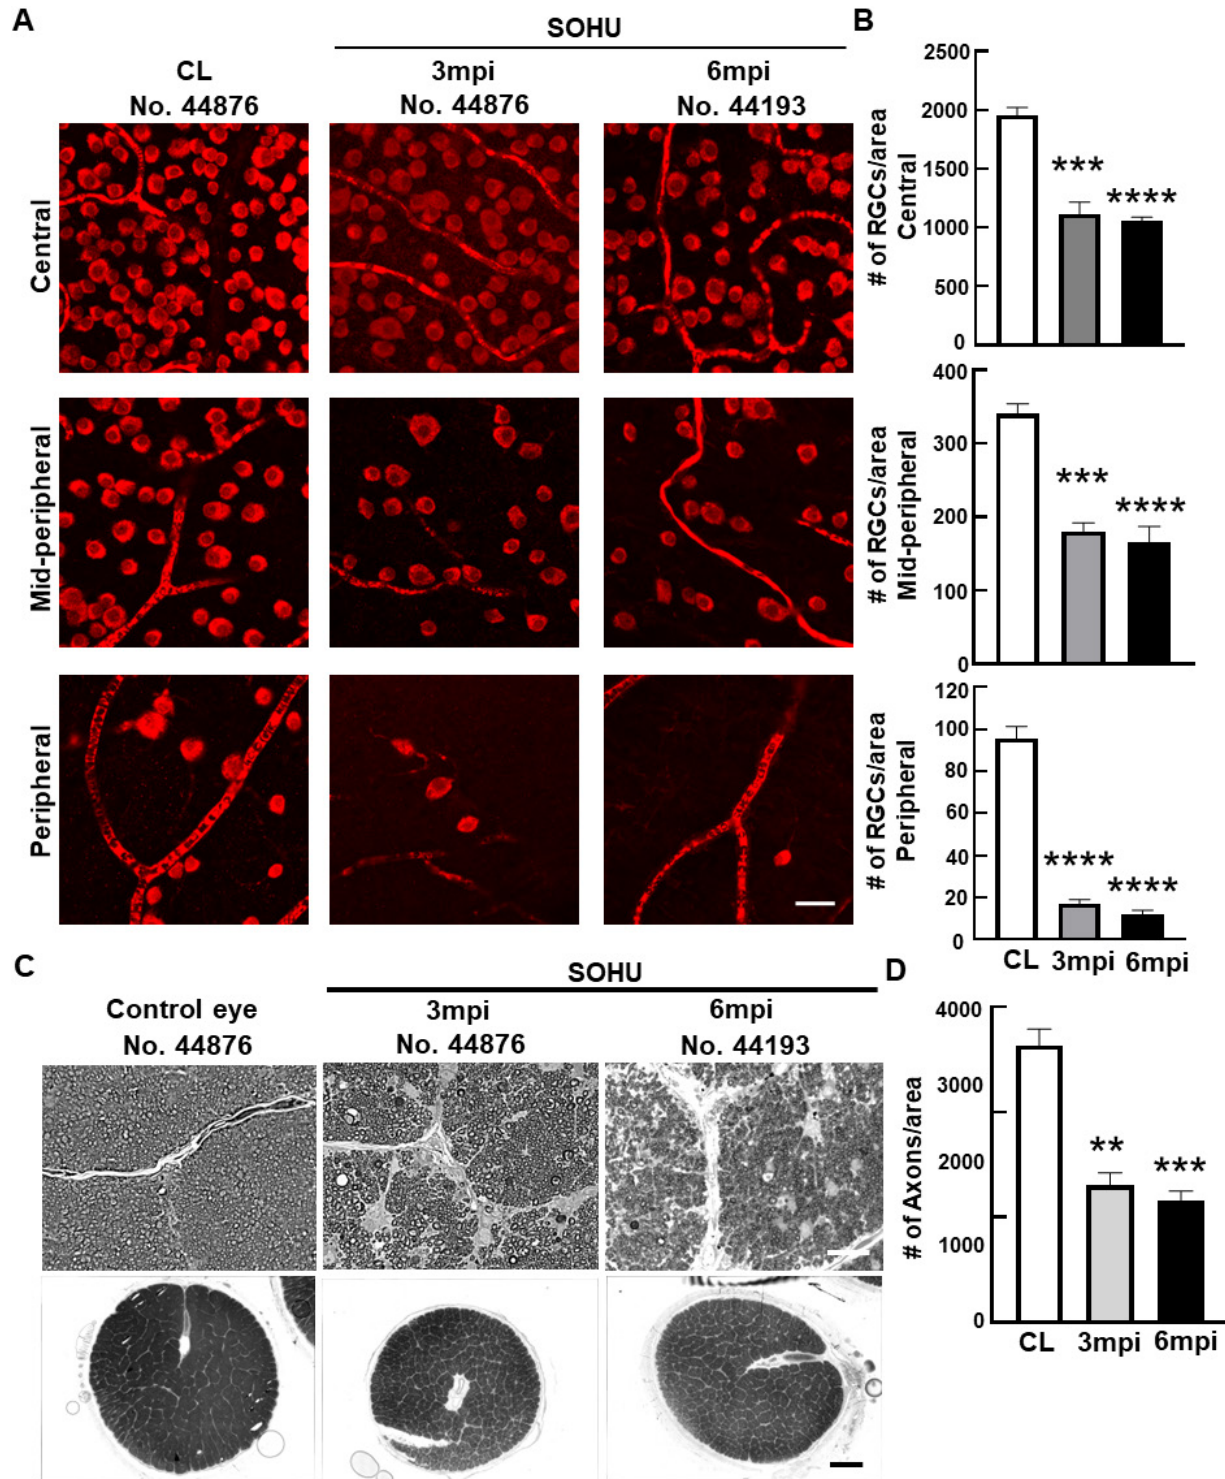 A
SOHU
CL
3mpi
6mpi
No. 44876
No. 44876
No. 44193
Central
Mid-peripheral
Peripheral
B
# of RGCs/area
Central
2500
2000
1500
1000
500
0
***
****
# of RGCs/area
Mid-peripheral
400
300
200
100
0
***
****
# of RGCs/area
Peripheral
120
100
80
60
40
20
0
****
****
CL 3mpi 6mpi
C
SOHU
Control eye
3mpi
6mpi
No. 44876
No. 44876
No. 44193
D
# of Axons/area
4000
3000
2000
1000
0
**
***
CL 3mpi 6mpi